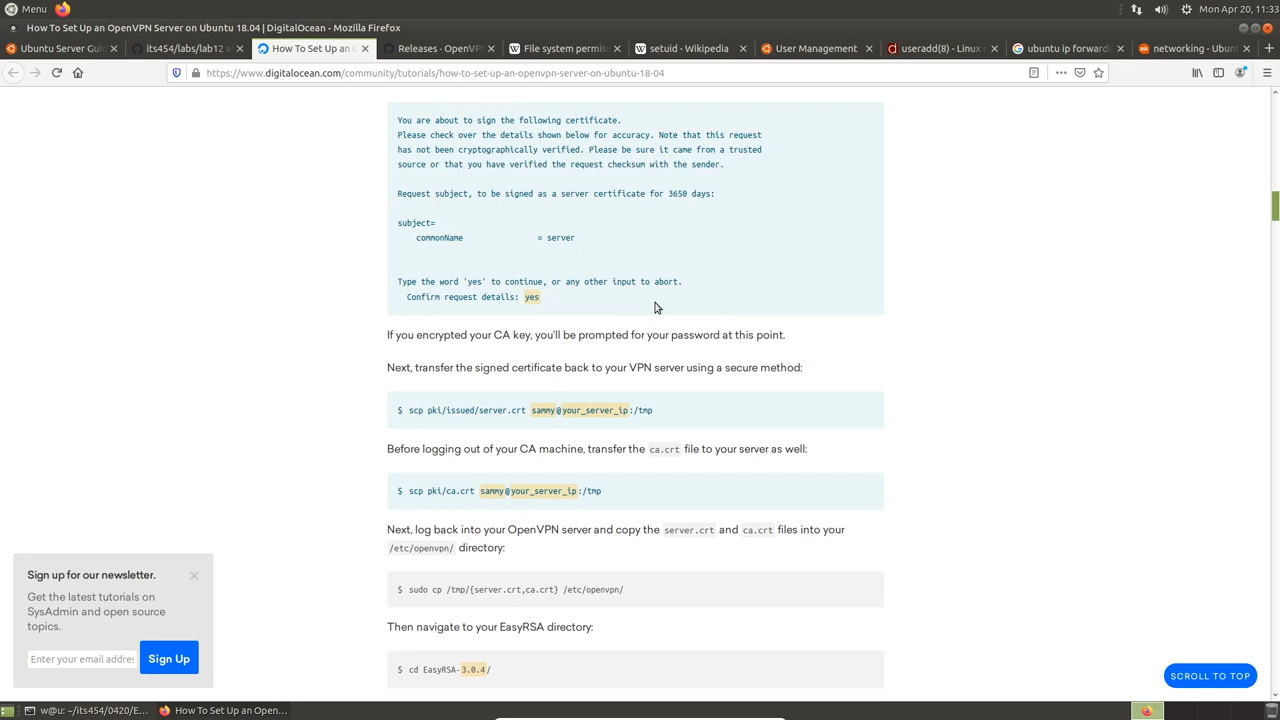 Menu
Mon Apr 20, 11:33
How To Set Up an OpenVPN Server on Ubuntu 18.04 | DigitalOcean - Mozilla Firefox
Ubuntu Server Guid
its454/labs/lab12 a
How To Set Up an O
Releases · OpenVP
File system permis
setuid - Wikipedia
User Management
useradd(8) - Linux m
ubuntu ip forwardi
networking - Ubunt
https://www.digitalocean.com/community/tutorials/how-to-set-up-an-openvpn-server-on-ubuntu-18-04
You are about to sign the following certificate.
Please check over the details shown below for accuracy. Note that this request
has not been cryptographically verified. Please be sure it came from a trusted
source or that you have verified the request checksum with the sender.
Request subject, to be signed as a server certificate for 3650 days:
subject=
commonName = server
Type the word 'yes' to continue, or any other input to abort.
Confirm request details: yes
If you encrypted your CA key, you'll be prompted for your password at this point.
Next, transfer the signed certificate back to your VPN server using a secure method:
$ scp pki/issued/server.crt sammy@your_server_ip:/tmp
Before logging out of your CA machine, transfer the ca.crt file to your server as well:
$ scp pki/ca.crt sammy@your_server_ip:/tmp
Next, log back into your OpenVPN server and copy the server.crt and ca.crt files into your
/etc/openvpn/ directory:
$ sudo cp /tmp/{server.crt,ca.crt} /etc/openvpn/
Then navigate to your EasyRSA directory:
$ cd EasyRSA-3.0.4/
Sign up for our newsletter.
Get the latest tutorials on
SysAdmin and open source
topics.
Enter your email addres
Sign Up
SCROLL TO TOP
w@u: ~/its454/0420/E...
How To Set Up an Open...